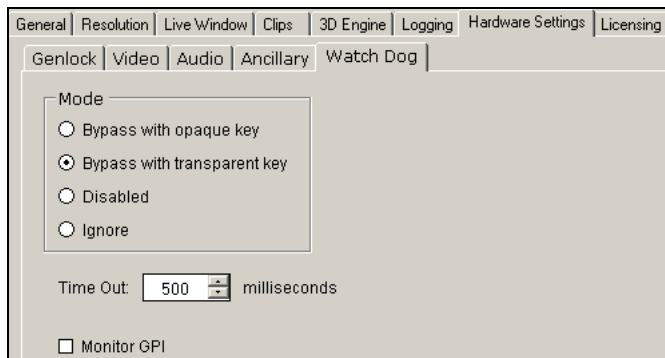 General Resolution Live Window Clips 3D Engine Logging Hardware Settings Licensing
Genlock Video Audio Ancillary Watch Dog
Mode
Bypass with opaque key
Bypass with transparent key
Disabled
Ignore
Time Out: 500 milliseconds
Monitor GPI